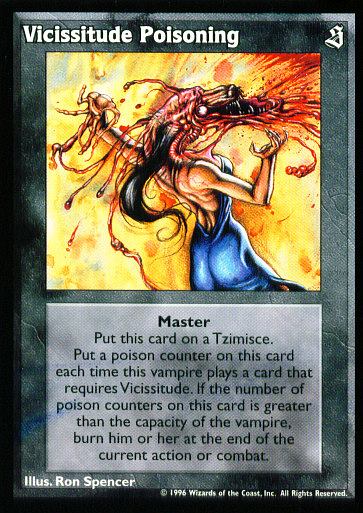 Vicissitude Poisoning
Master
Put this card on a Tzimisce.
Put a poison counter on this card
each time this vampire plays a card that
requires Vicissitude. If the number of
poison counters on this card is greater
than the capacity of the vampire,
burn him or her at the end of the
current action or combat.
Illus. Ron Spencer
© 1996 Wizards of the Coast, Inc. All Rights Reserved.